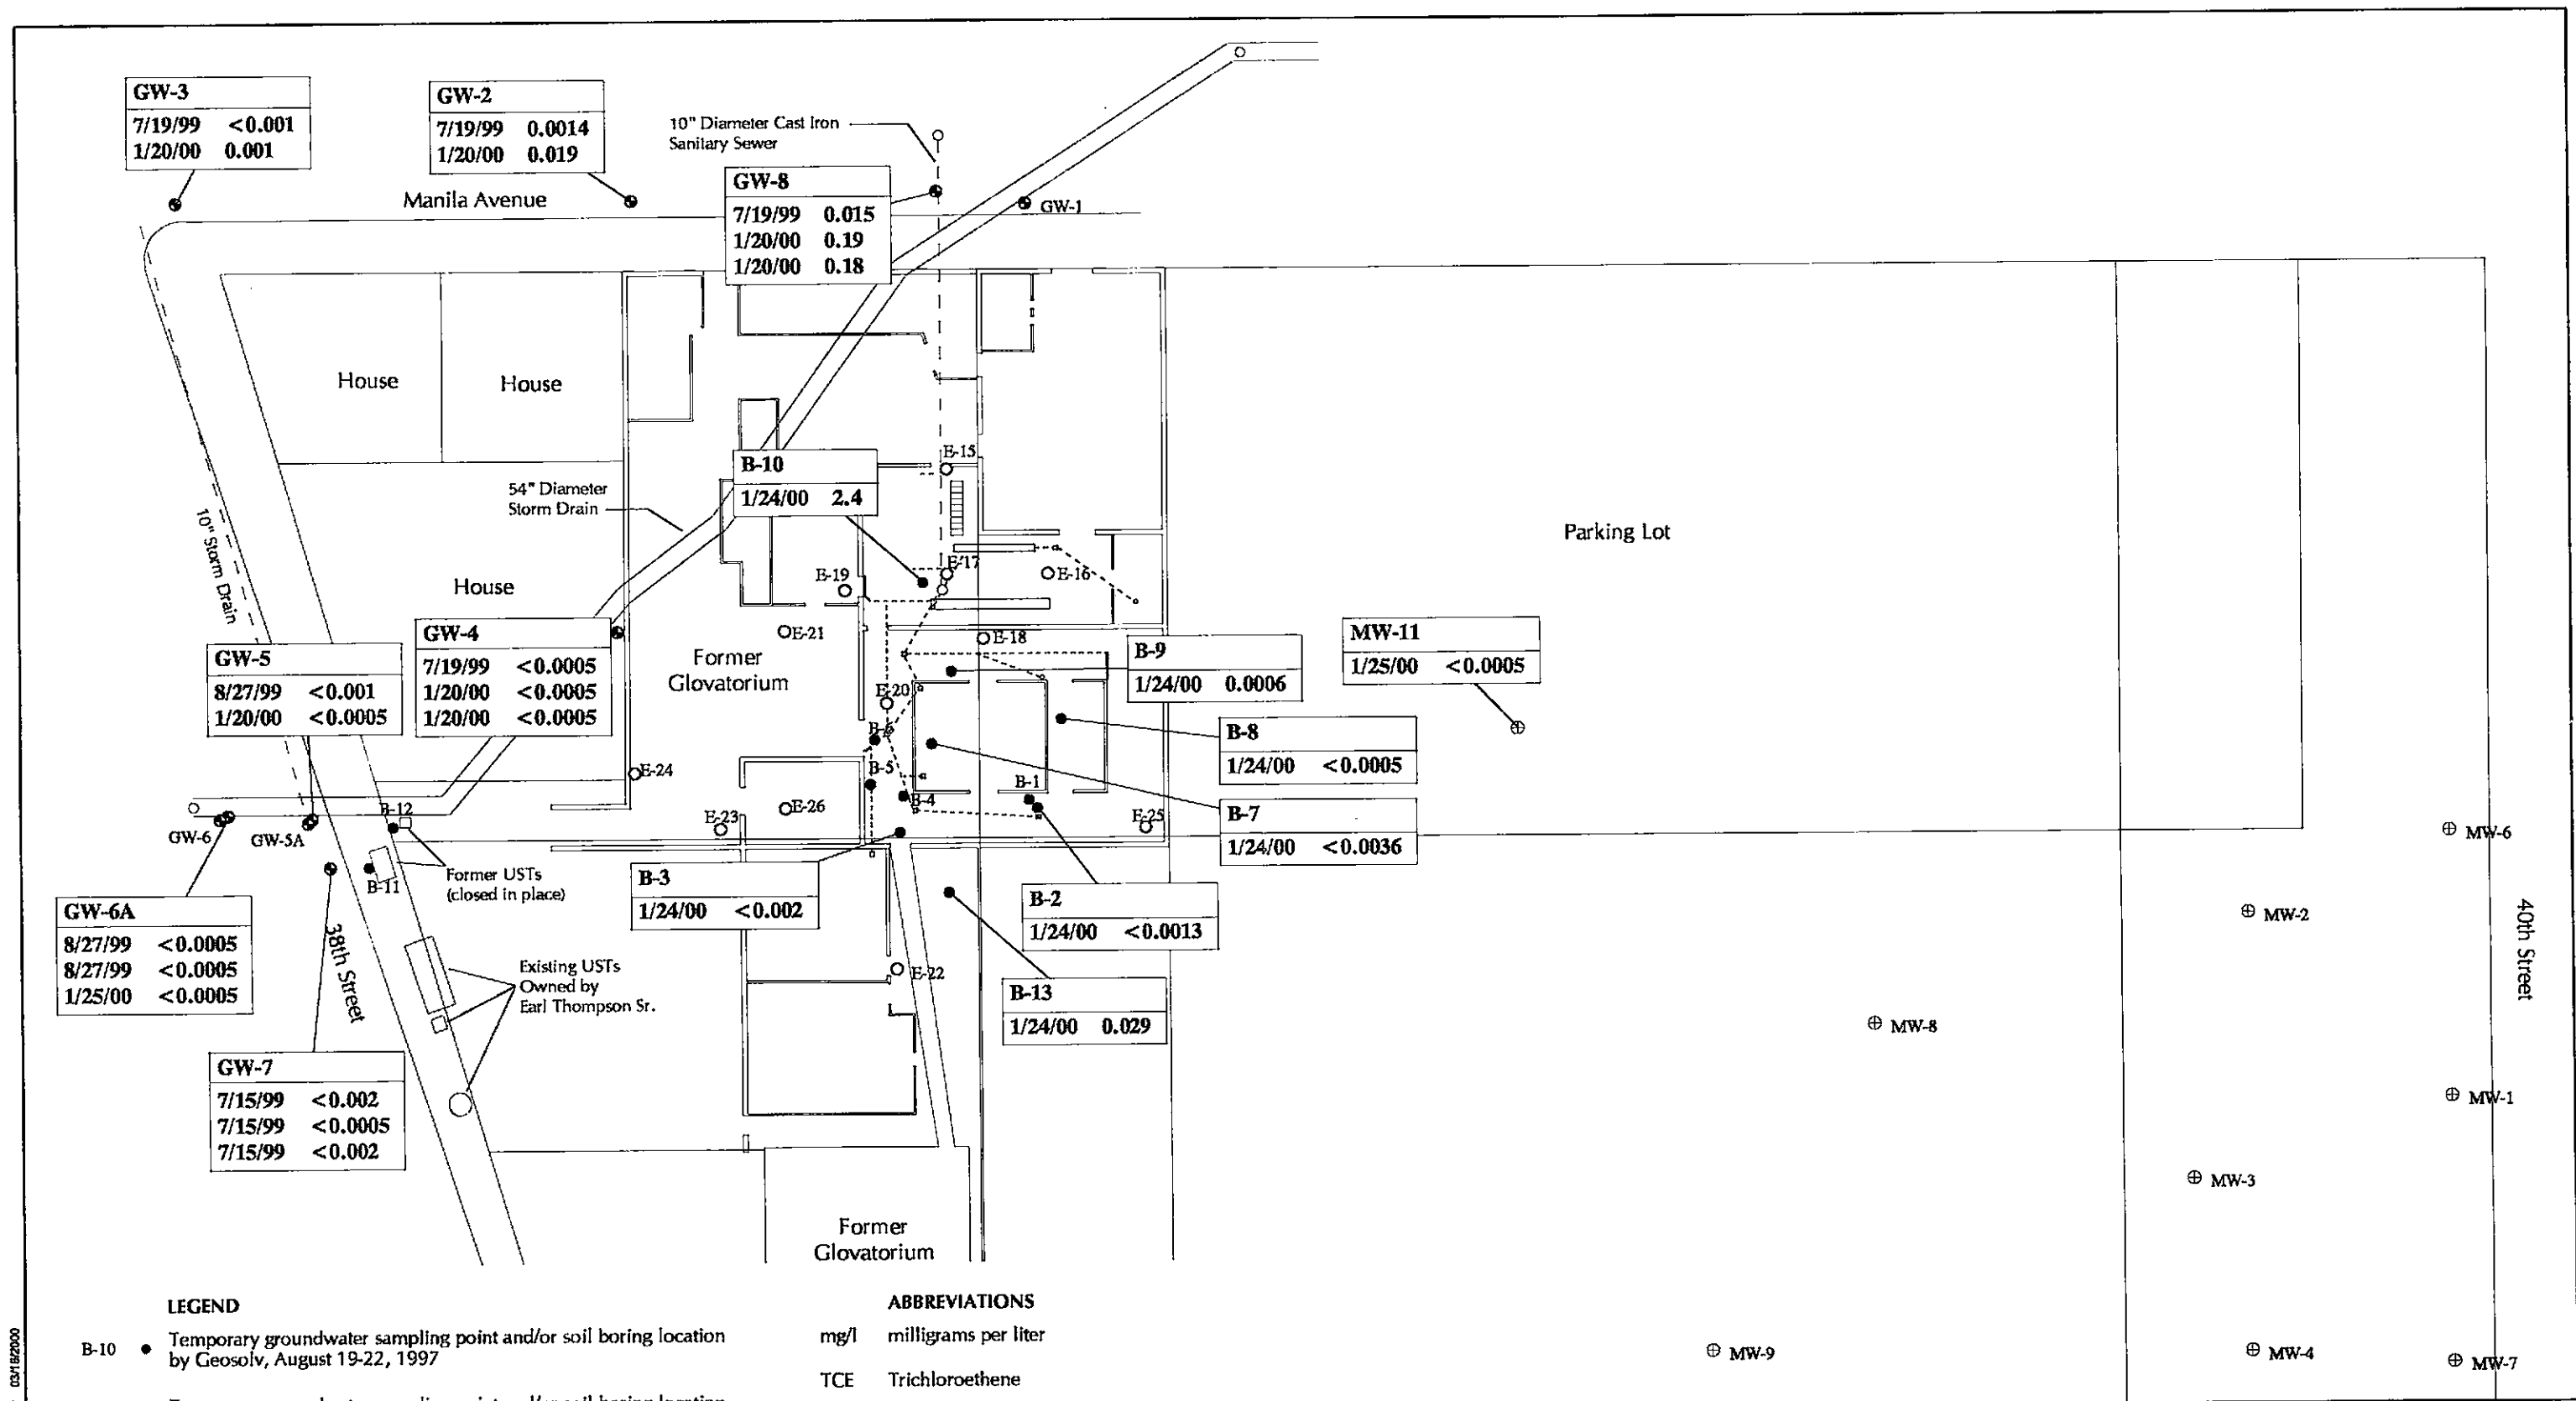 GW-3
7/19/99 <0.001
1/20/00 0.001
GW-2
7/19/99 0.0014
1/20/00 0.019
10" Diameter Cast Iron
Sanilary Sewer
GW-8
7/19/99 0.015
1/20/00 0.19
1/20/00 0.18
Manila Avenue
GW-1
House
House
House
10" Storm Drain
54" Diameter
Storm Drain
B-10
1/24/00 2.4
E-15
E-17
E-16
E-19
E-21
E-18
Former
Glovatorium
Parking Lot
GW-5
8/27/99 <0.001
1/20/00 <0.0005
GW-4
7/19/99 <0.0005
1/20/00 <0.0005
1/20/00 <0.0005
B-9
1/24/00 0.0006
MW-11
1/25/00 <0.0005
E-20
B-6
B-5
B-4
B-1
B-8
1/24/00 <0.0005
B-7
1/24/00 <0.0036
E-24
E-26
E-23
E-25
B-12
GW-6
GW-5A
B-11
Former USTs
(closed in place)
MW-6
GW-6A
8/27/99 <0.0005
8/27/99 <0.0005
1/25/00 <0.0005
38th Street
B-3
1/24/00 <0.002
B-2
1/24/00 <0.0013
MW-2
40th Street
Existing USTs
Owned by
Earl Thompson Sr.
E-22
B-13
1/24/00 0.029
MW-8
GW-7
7/15/99 <0.002
7/15/99 <0.0005
7/15/99 <0.002
MW-1
MW-3
Former
Glovatorium
LEGEND
B-10 Temporary groundwater sampling point and/or soil boring location
by Geosolv, August 19-22, 1997
ABBREVIATIONS
mg/l milligrams per liter
TCE Trichloroethene
MW-9
MW-4
MW-7
03/18/2000